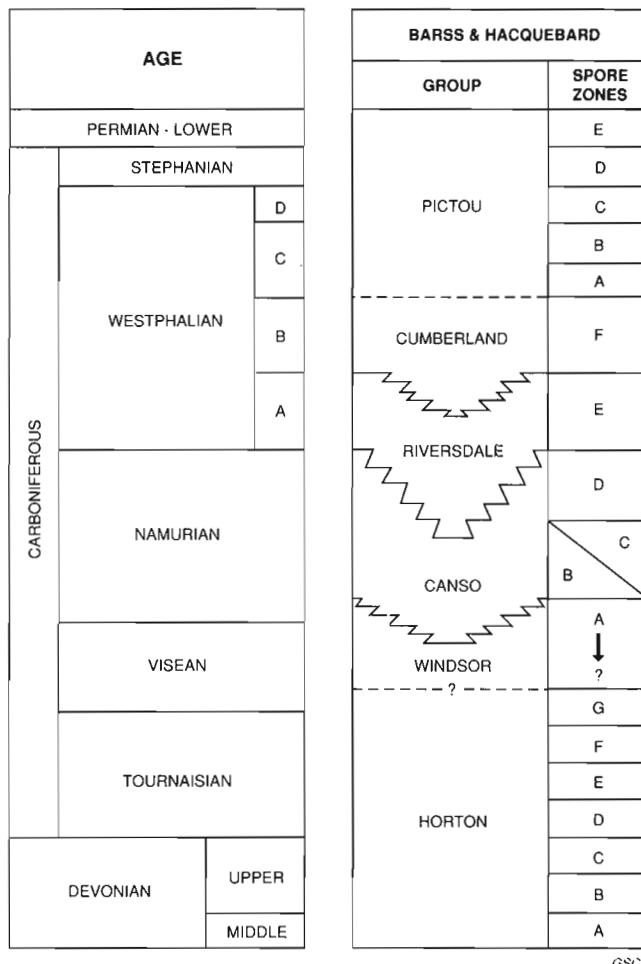 AGE
PERMIAN - LOWER
CARBONIFEROUS
STEPHANIAN
WESTPHALIAN
D
C
B
A
NAMURIAN
VISEAN
TOURNAISIAN
DEVONIAN
UPPER
MIDDLE
BARSS & HACQUEBARD
GROUP
SPORE
ZONES
PICTOU
E
D
C
B
A
CUMBERLAND
F
RIVERSDALE
E
D
CANSO
C
B
WINDSOR
A
?
?
HORTON
G
F
E
D
C
B
A
GSC